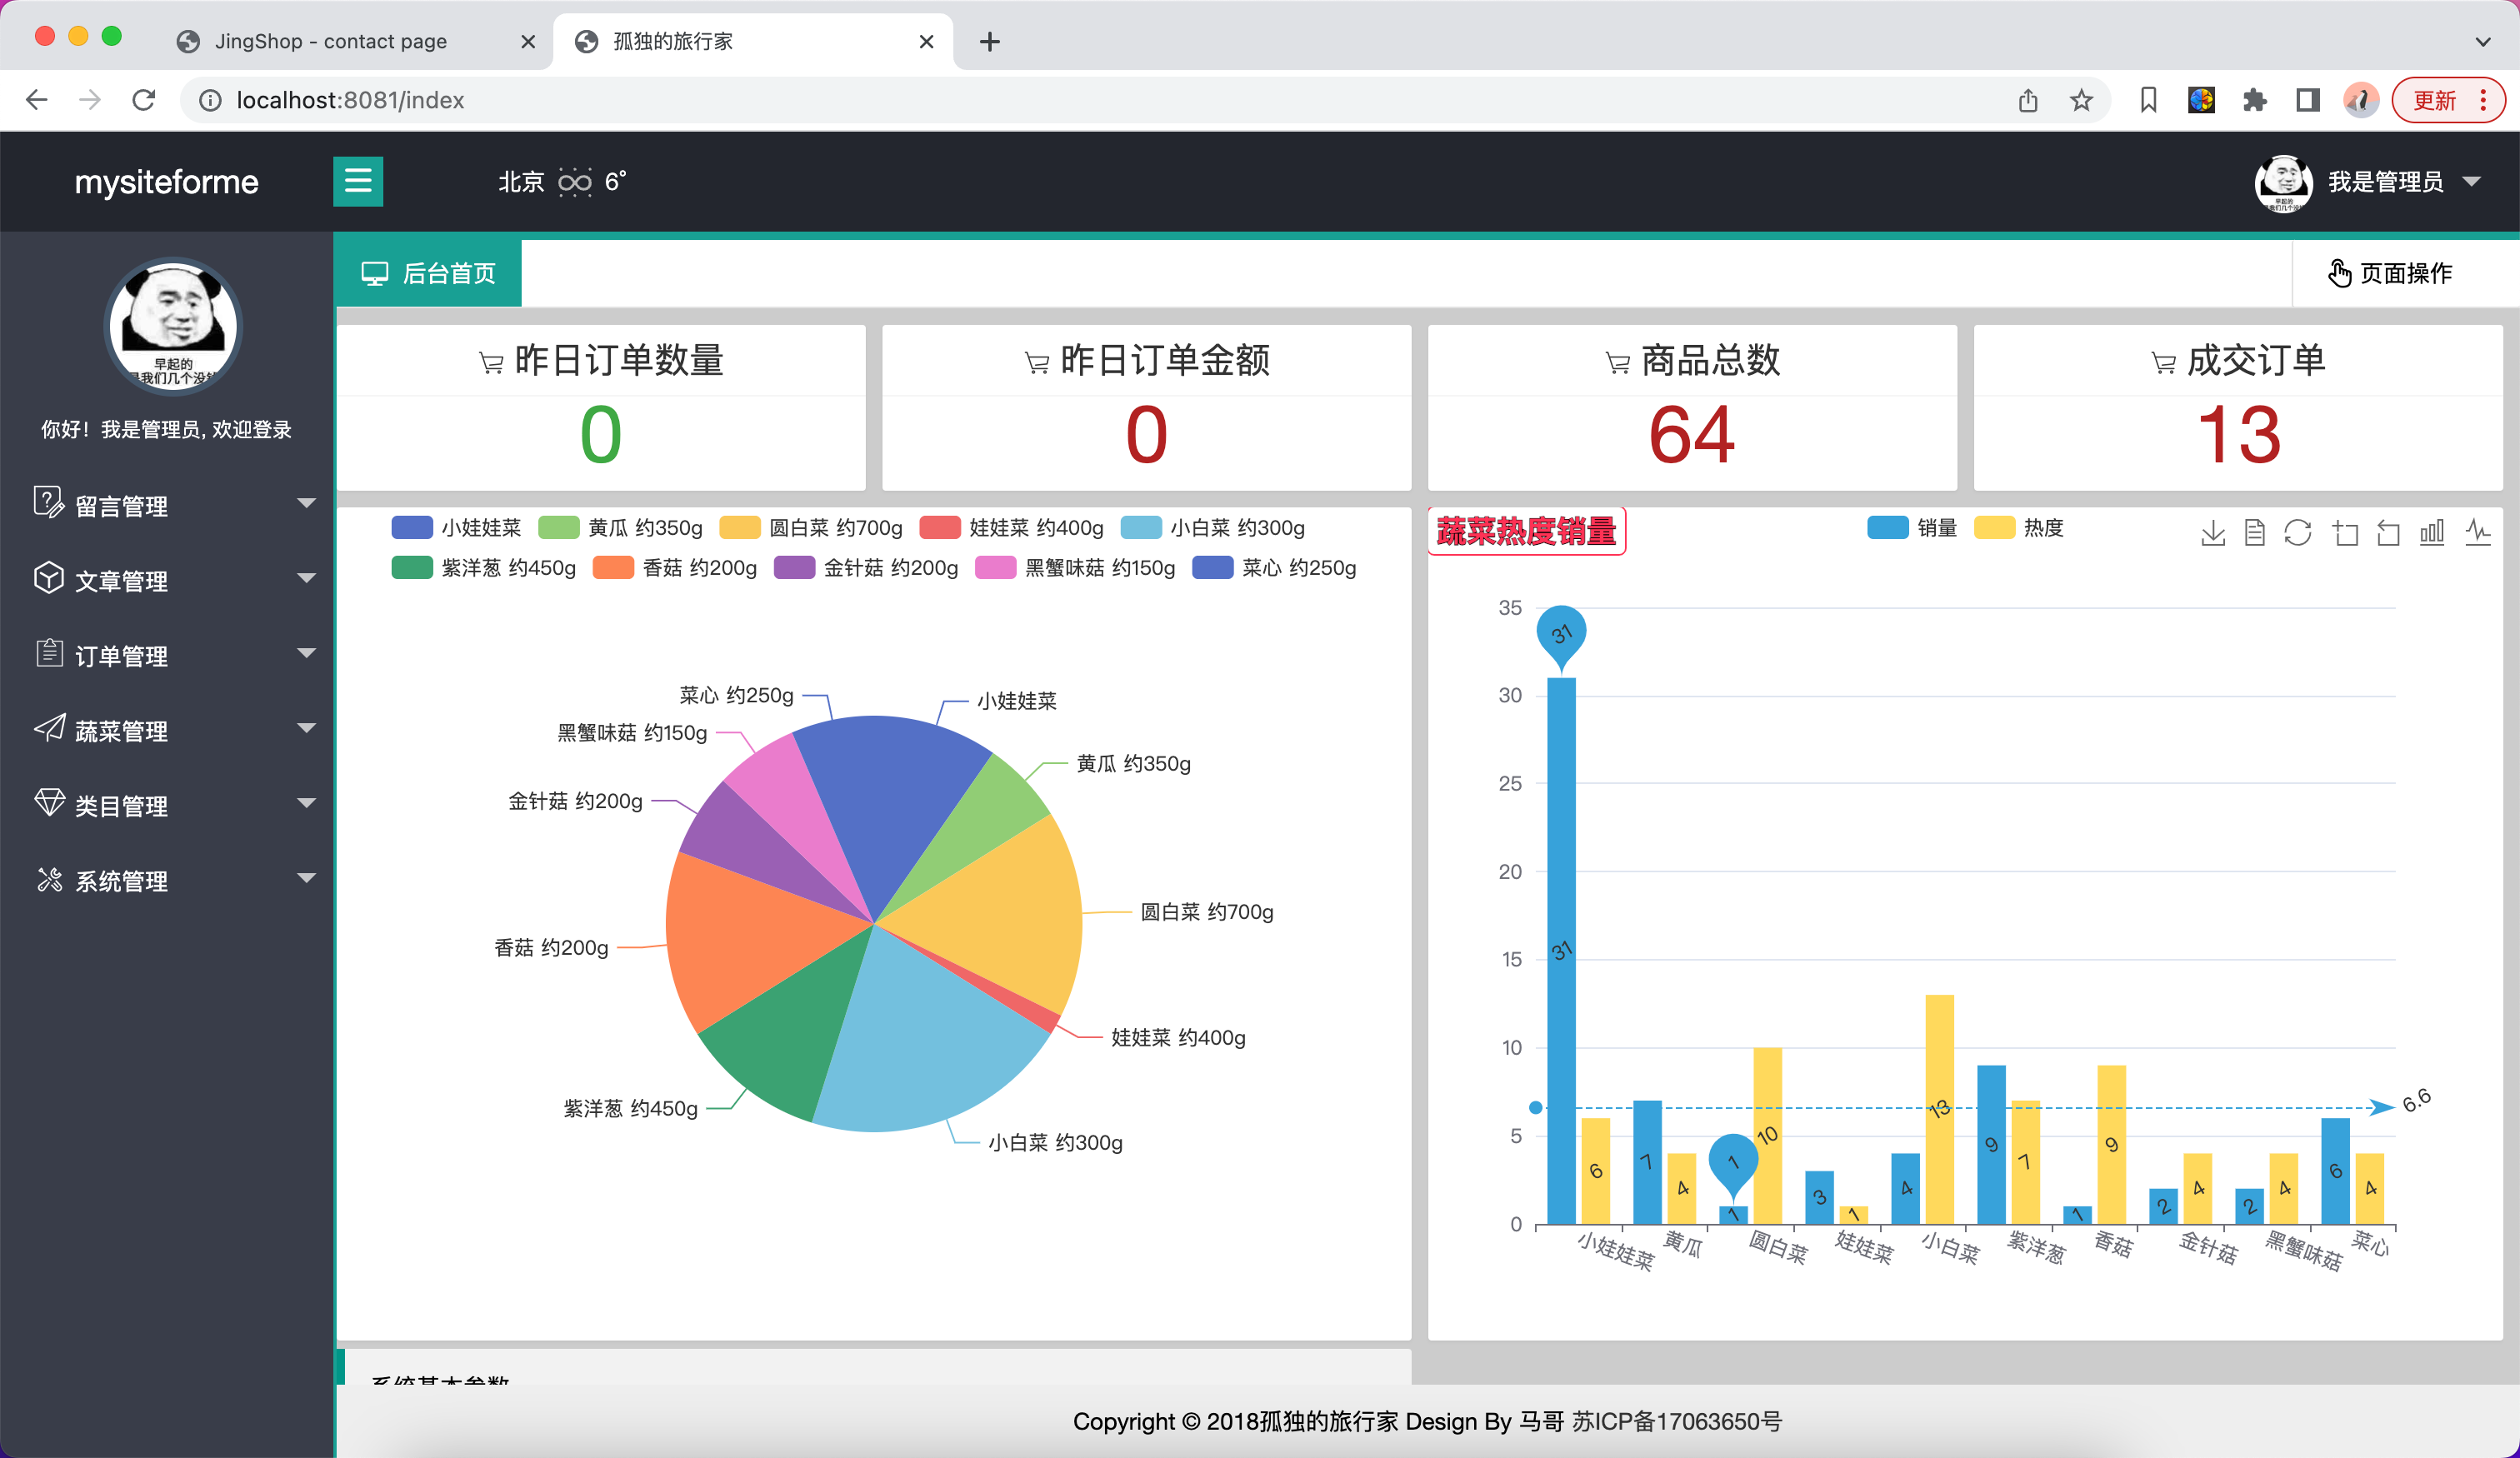 JingShop - contact page
孤独的旅行家
localhost:8081/index
更新
mysiteforme
北京 6°
我是管理员
早起的
后台首页
页面操作
你好！我是管理员, 欢迎登录
留言管理
文章管理
订单管理
蔬菜管理
类目管理
系统管理
昨日订单数量
0
昨日订单金额
0
商品总数
64
成交订单
13
小娃娃菜 黄瓜 约350g 圆白菜 约700g 娃娃菜 约400g 小白菜 约300g
紫洋葱 约450g 香菇 约200g 金针菇 约200g 黑蟹味菇 约150g 菜心 约250g
菜心 约250g
小娃娃菜
黑蟹味菇 约150g
黄瓜 约350g
金针菇 约200g
圆白菜 约700g
香菇 约200g
娃娃菜 约400g
紫洋葱 约450g
小白菜 约300g
蔬菜热度销量
销量 热度
35
30
25
20
15
10
5
0
31
31
6
7
4
1
1
10
3
1
4
13
9
7
1
9
2
4
2
4
6
4
6.6
小娃娃菜
黄瓜
圆白菜
娃娃菜
小白菜
紫洋葱
香菇
金针菇
黑蟹味菇
菜心
系统基本参数
Copyright © 2018孤独的旅行家 Design By 马哥 苏ICP备17063650号